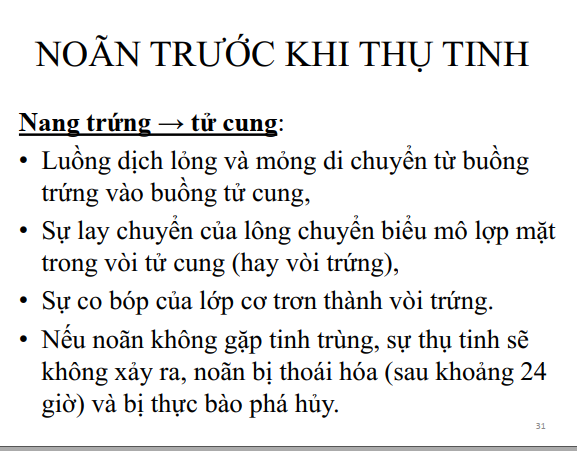 NOÃN TRƯỚC KHI THỤ TINH
Nang trứng → tử cung:
• Luồng dịch lỏng và mỏng di chuyển từ buồng
trứng vào buồng tử cung,
• Sự lay chuyển của lông chuyển biểu mô lợp mặt
trong vòi tử cung (hay vòi trứng),
• Sự co bóp của lớp cơ trơn thành vòi trứng.
• Nếu noãn không gặp tinh trùng, sự thụ tinh sẽ
không xảy ra, noãn bị thoái hóa (sau khoảng 24
giờ) và bị thực bào phá hủy.
31